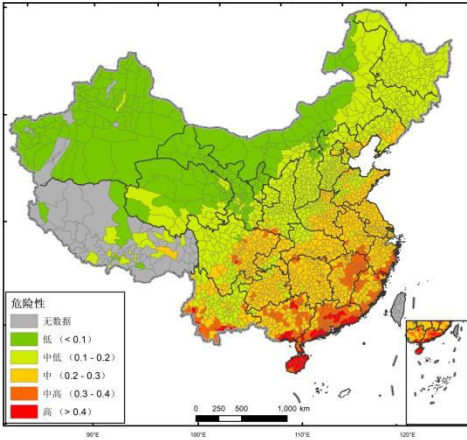 危险性
无数据
低 (< 0.1)
中低 (0.1 - 0.2)
中 (0.2 - 0.3)
中高 (0.3 - 0.4)
高 (> 0.4)
0 250 500 1,000 km
90°E 100°E 110°E 120°E